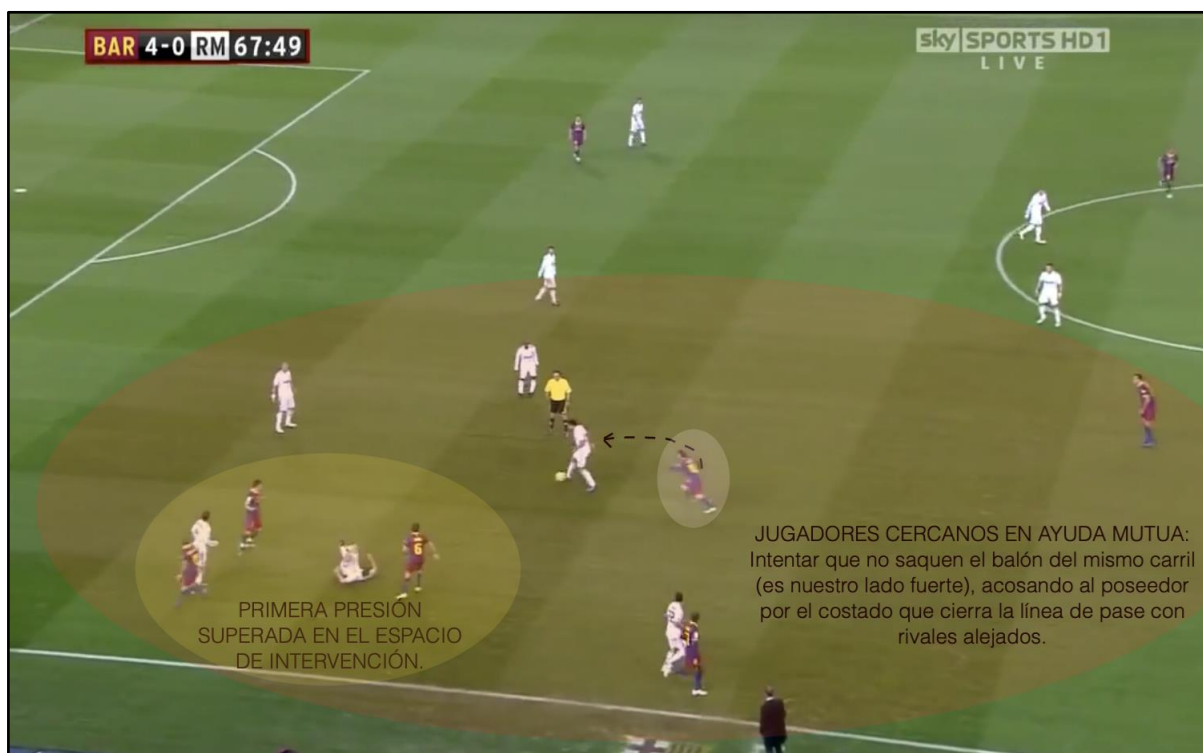 BAR 4-0 RM 67:49
sky SPORTS HD1
LIVE
6
JUGADORES CERCANOS EN AYUDA MUTUA:
Intentar que no saquen el balón del mismo carril
(es nuestro lado fuerte), acosando al poseedor
por el costado que cierra la línea de pase con
rivales alejados.
PRIMERA PRESIÓN
SUPERADA EN EL ESPACIO
DE INTERVENCIÓN.